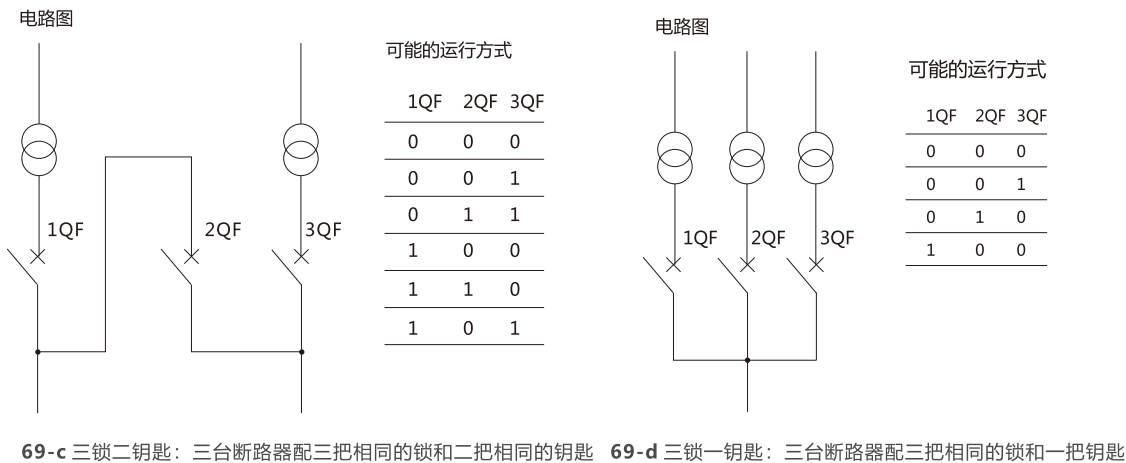 电路图
1QF
2QF
3QF
可能的运行方式
1QF 2QF 3QF
0 0 0
0 0 1
0 1 1
1 0 0
1 1 0
1 0 1
69-c 三锁二钥匙：三台断路器配三把相同的锁和二把相同的钥匙
电路图
1QF
2QF
3QF
可能的运行方式
1QF 2QF 3QF
0 0 0
0 0 1
0 1 0
1 0 0
69-d 三锁一钥匙：三台断路器配三把相同的锁和一把钥匙